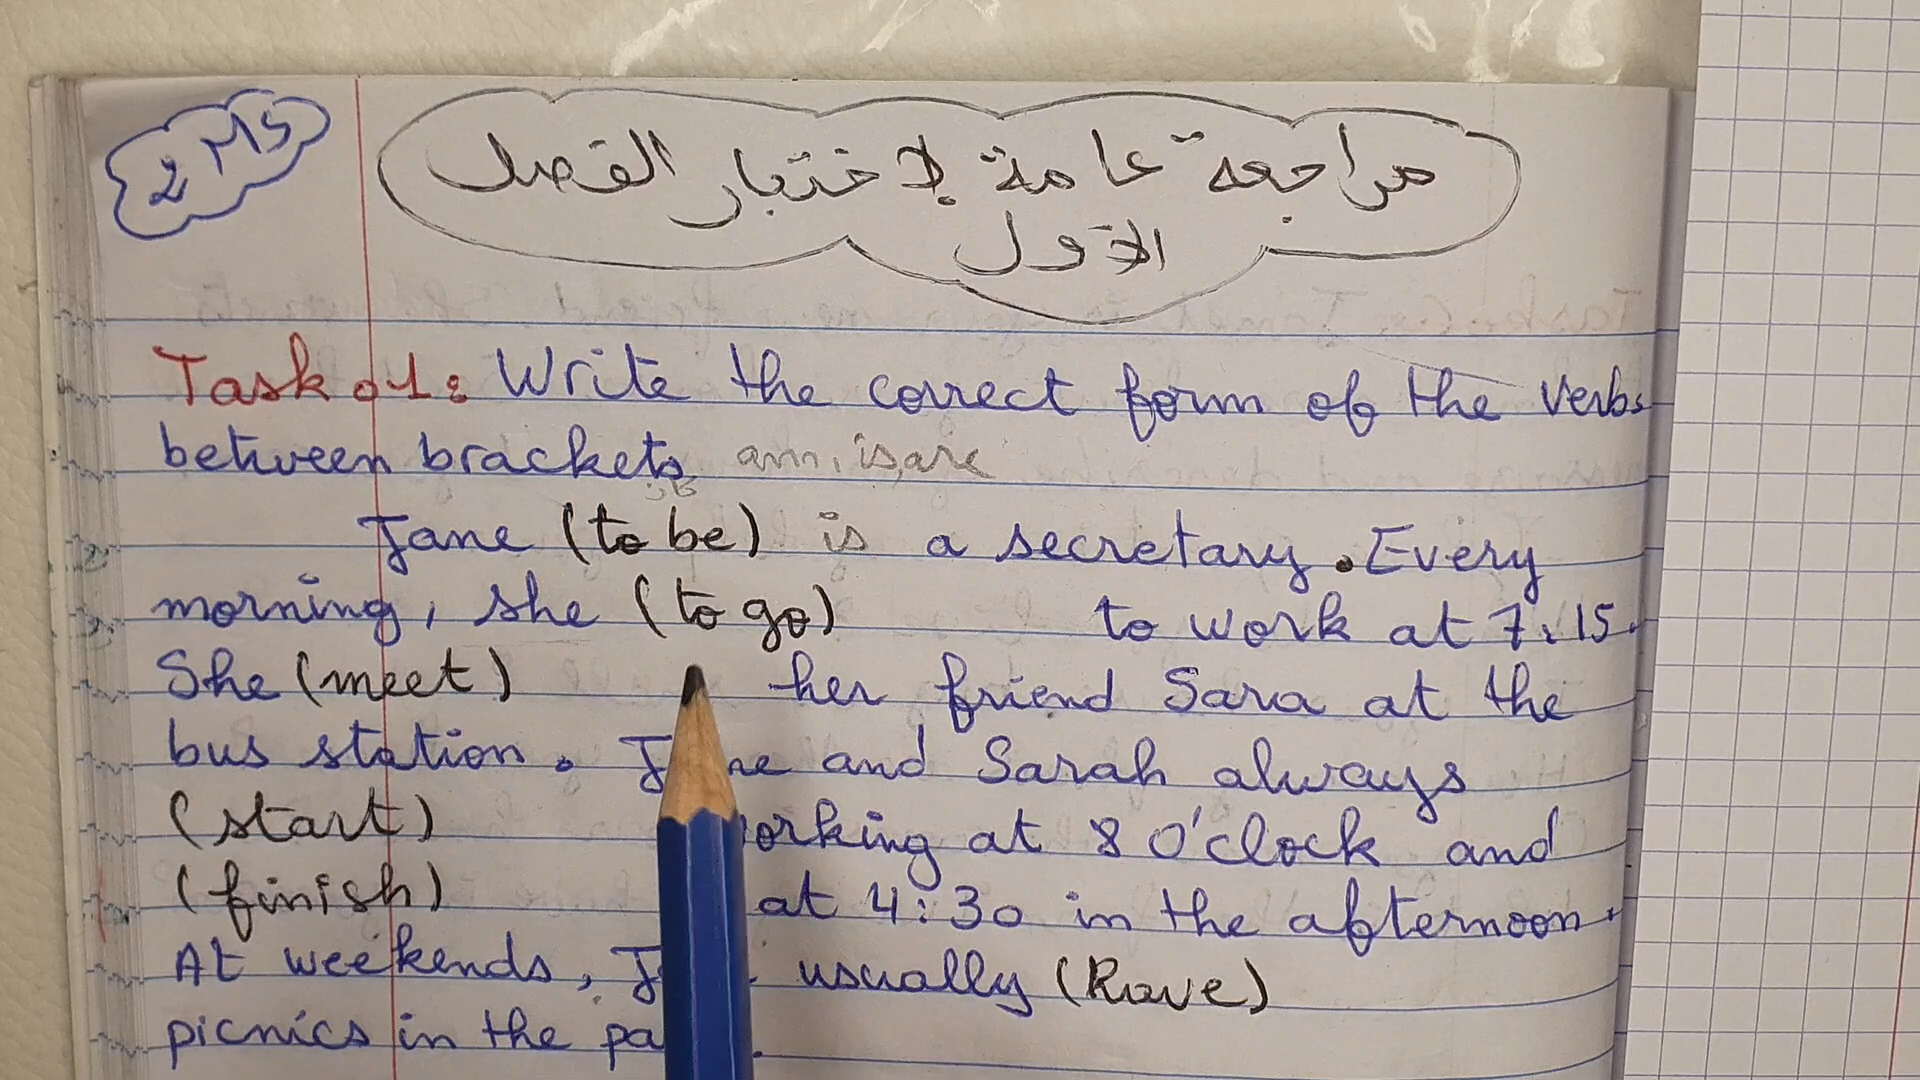 2MS
مراجعة عامة لإختبار الفصل
الأول
Task 01: Write the correct form of the verbs
between brackets am, is, are
Jane (to be) is a secretary. Every
morning, she (to go) to work at 7:15.
She (meet) her friend Sara at the
bus station. and Sarah always
(start) at 8 O'clock and
(finish) at 4:30 in the afternoon.
At weekends, usually (have)
picnics in the